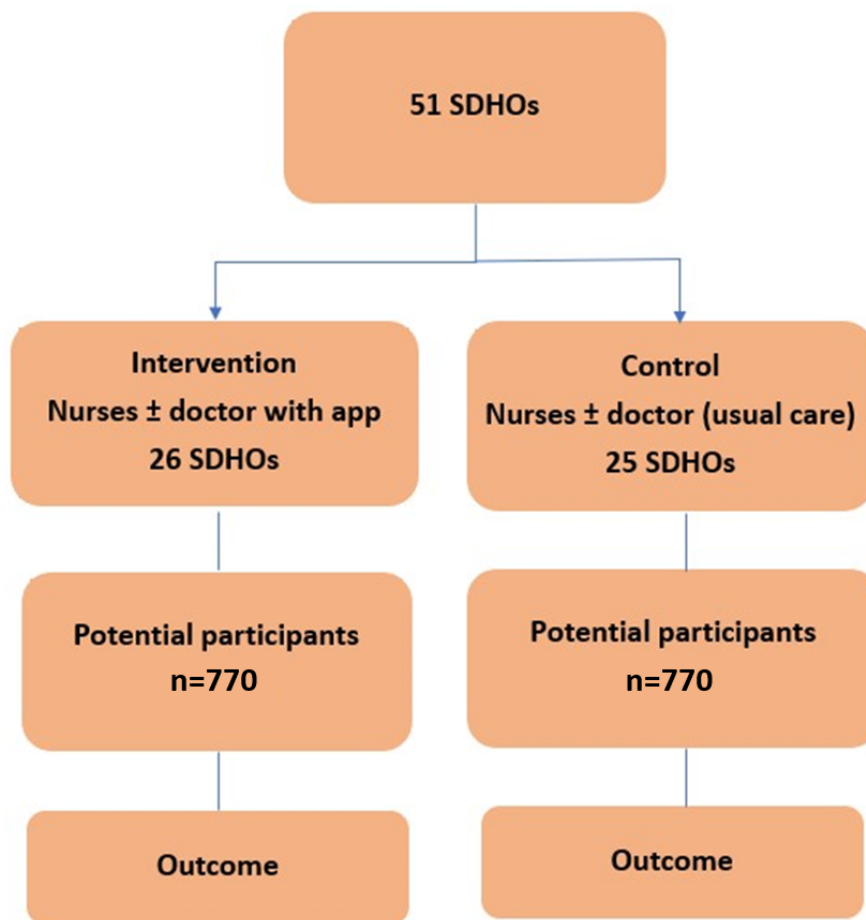 51 SDHOs
Intervention
Nurses ± doctor with app
26 SDHOs
Control
Nurses ± doctor (usual care)
25 SDHOs
Potential participants
n=770
Potential participants
n=770
Outcome
Outcome